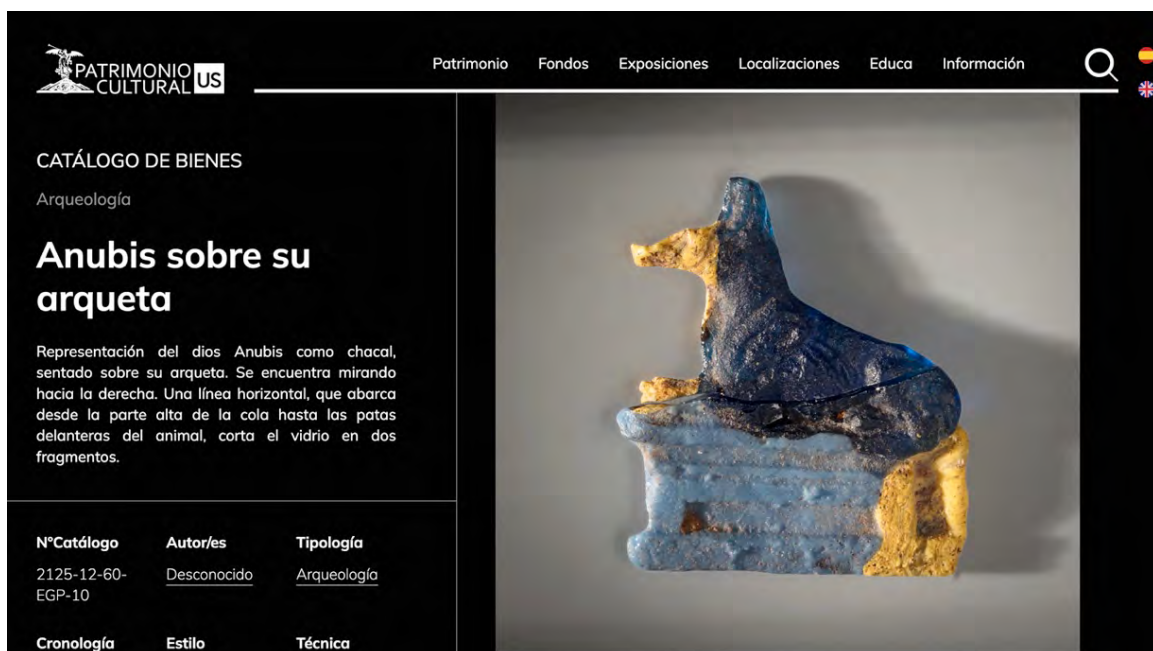 PATRIMONIO
CULTURAL US
Patrimonio Fondos Exposiciones Localizaciones Educa Información
CATÁLOGO DE BIENES
Arqueología
Anubis sobre su
arqueta
Representación del dios Anubis como chacal,
sentado sobre su arqueta. Se encuentra mirando
hacia la derecha. Una línea horizontal, que abarca
desde la parte alta de la cola hasta las patas
delanteras del animal, corta el vidrio en dos
fragmentos.
NºCatálogo Autor/es Tipología
2125-12-60- Desconocido Arqueología
EGP-10
Cronología Estilo Técnica